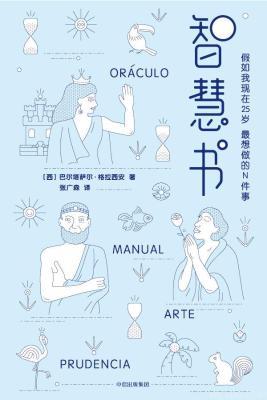 智慧书
假如我现在25岁 最想做的N件事
ORÁCULO
［西］巴尔塔萨尔·格拉西安 著
张广森 译
MANUAL
ARTE
PRUDENCIA
中信出版集团